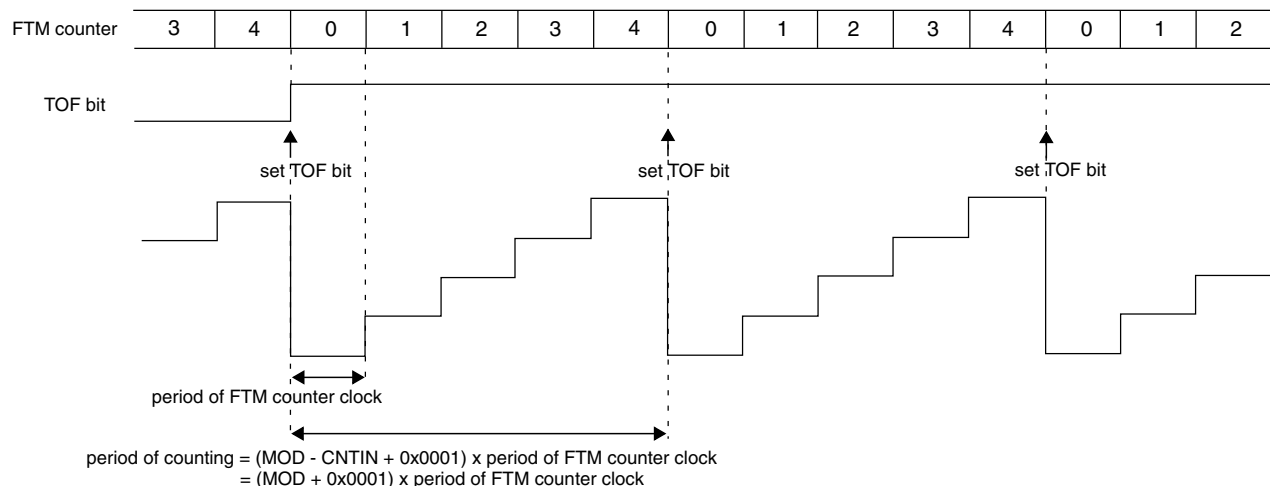 FTM counter 3 4 0 1 2 3 4 0 1 2 3 4 0 1 2
TOF bit
set TOF bit set TOF bit set TOF bit
period of FTM counter clock
period of counting = (MOD - CNTIN + 0x0001) x period of FTM counter clock
= (MOD + 0x0001) x period of FTM counter clock